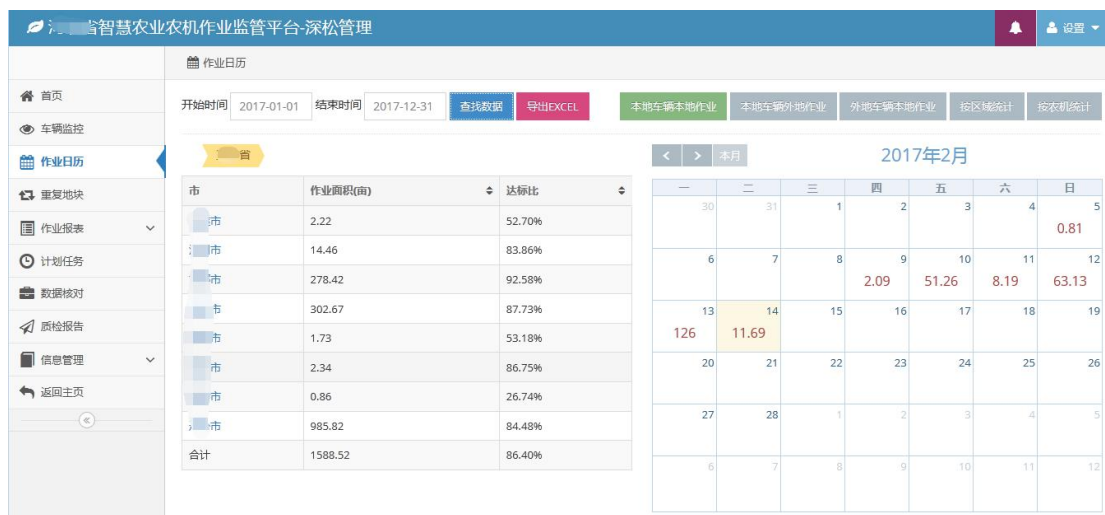 省智慧农业农机作业监管平台-深松管理
设置
作业日历
首页
车辆监控
作业日历
重复地块
作业报表
计划任务
数据核对
质检报告
信息管理
返回主页
开始时间 2017-01-01 结束时间 2017-12-31 查找数据 导出EXCEL 本地车辆本地作业 本地车辆外地作业 外地车辆本地作业 按区域统计 按农机统计
省
市 作业面积(亩) 达标比
市 2.22 52.70%
市 14.46 83.86%
市 278.42 92.58%
市 302.67 87.73%
市 1.73 53.18%
市 2.34 86.75%
市 0.86 26.74%
市 985.82 84.48%
合计 1588.52 86.40%
本月 2017年2月
一 二 三 四 五 六 日
30 31 1 2 3 4 5
0.81
6 7 8 9 10 11 12
2.09 51.26 8.19 63.13
13 14 15 16 17 18 19
126 11.69
20 21 22 23 24 25 26
27 28 1 2 3 4 5
6 7 8 9 10 11 12